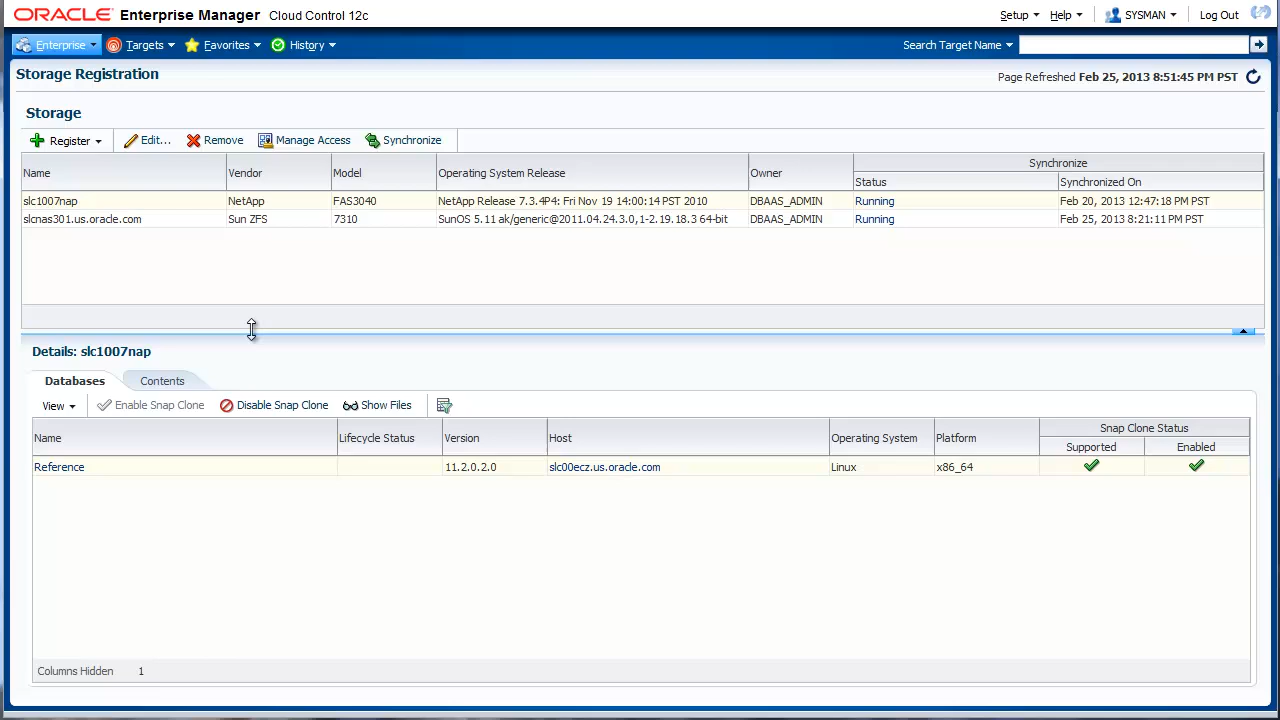 ORACLE Enterprise Manager Cloud Control 12c
Setup Help SYSMAN Log Out
Enterprise Targets Favorites History Search Target Name
Storage Registration
Page Refreshed Feb 25, 2013 8:51:45 PM PST
Storage
Register Edit... Remove Manage Access Synchronize
Name Vendor Model Operating System Release Owner Synchronize
Status Synchronized On
slc1007nap NetApp FAS3040 NetApp Release 7.3.4P4: Fri Nov 19 14:00:14 PST 2010 DBAAS_ADMIN Running Feb 20, 2013 12:47:18 PM PST
slcnas301.us.oracle.com Sun ZFS 7310 SunOS 5.11 ak/generic@2011.04.24.3.0,1-2.19.18.3 64-bit DBAAS_ADMIN Running Feb 25, 2013 8:21:11 PM PST
Details: slc1007nap
Databases Contents
View Enable Snap Clone Disable Snap Clone Show Files
Name Lifecycle Status Version Host Operating System Platform Snap Clone Status
Supported Enabled
Reference 11.2.0.2.0 slc00ecz.us.oracle.com Linux x86_64
Columns Hidden 1